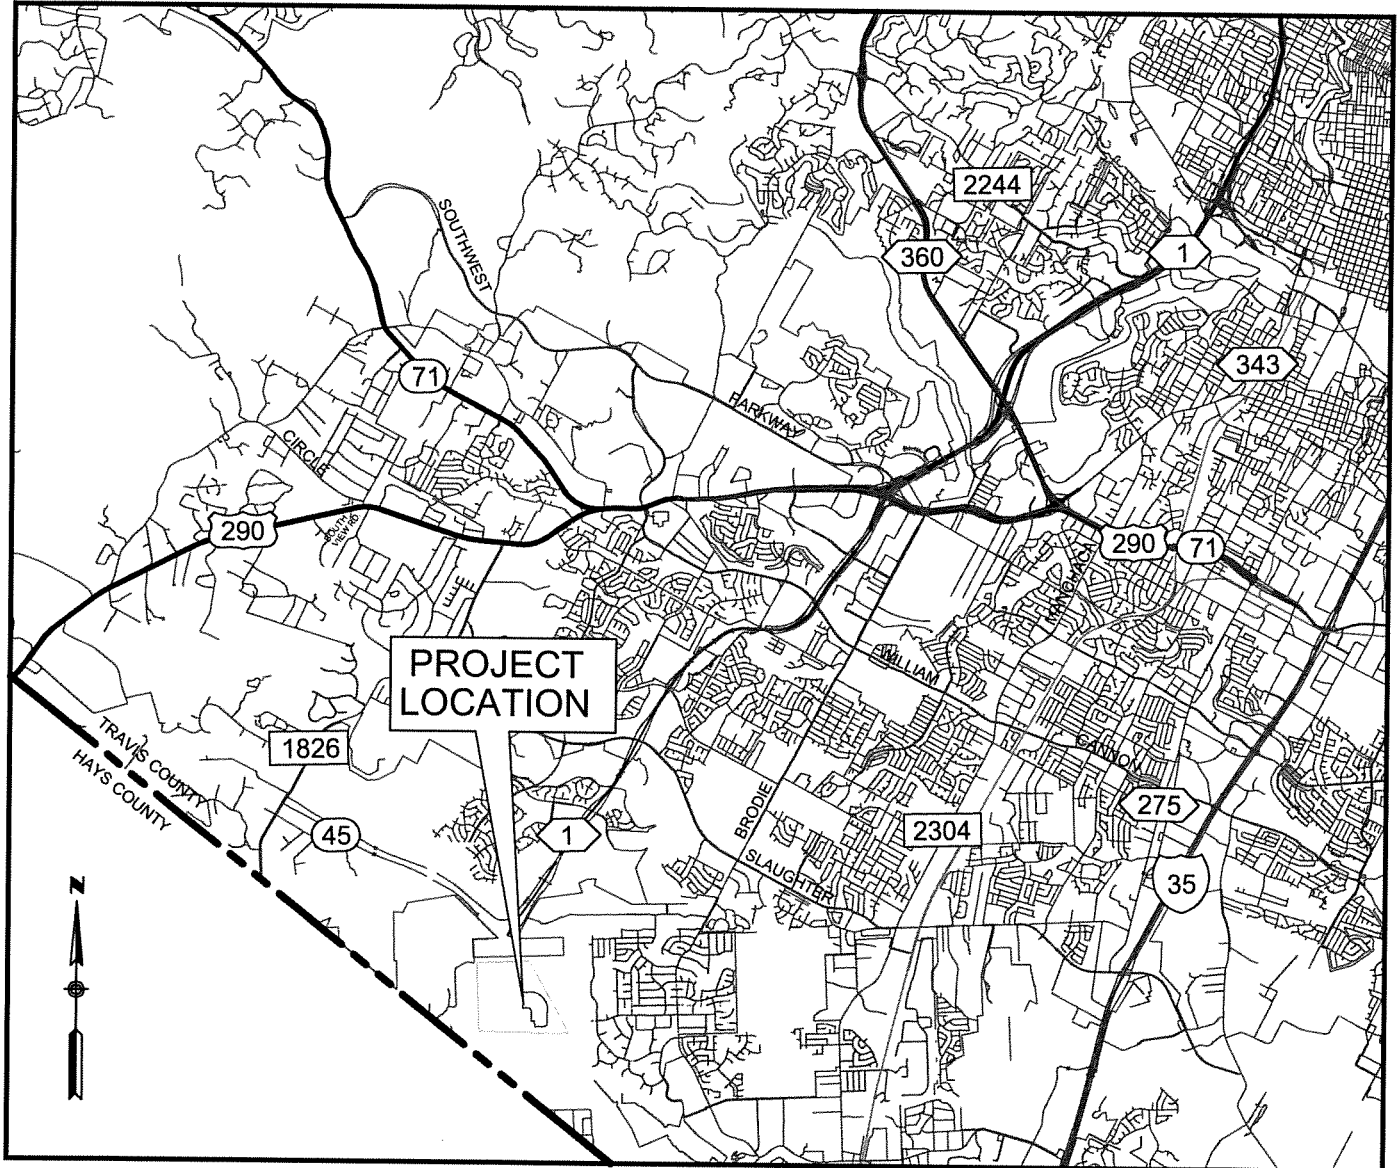 2244
SOUTHWEST
360
1
343
71
PARKWAY
CIRCLE
290
SOUTH
VIEW RD
290
71
MANCHACA
WILLIAM
PROJECT
LOCATION
TRAVIS COUNTY
HAYS COUNTY
1826
CANNON
BRODIE
275
45
1
2304
SLAUGHTER
35
N